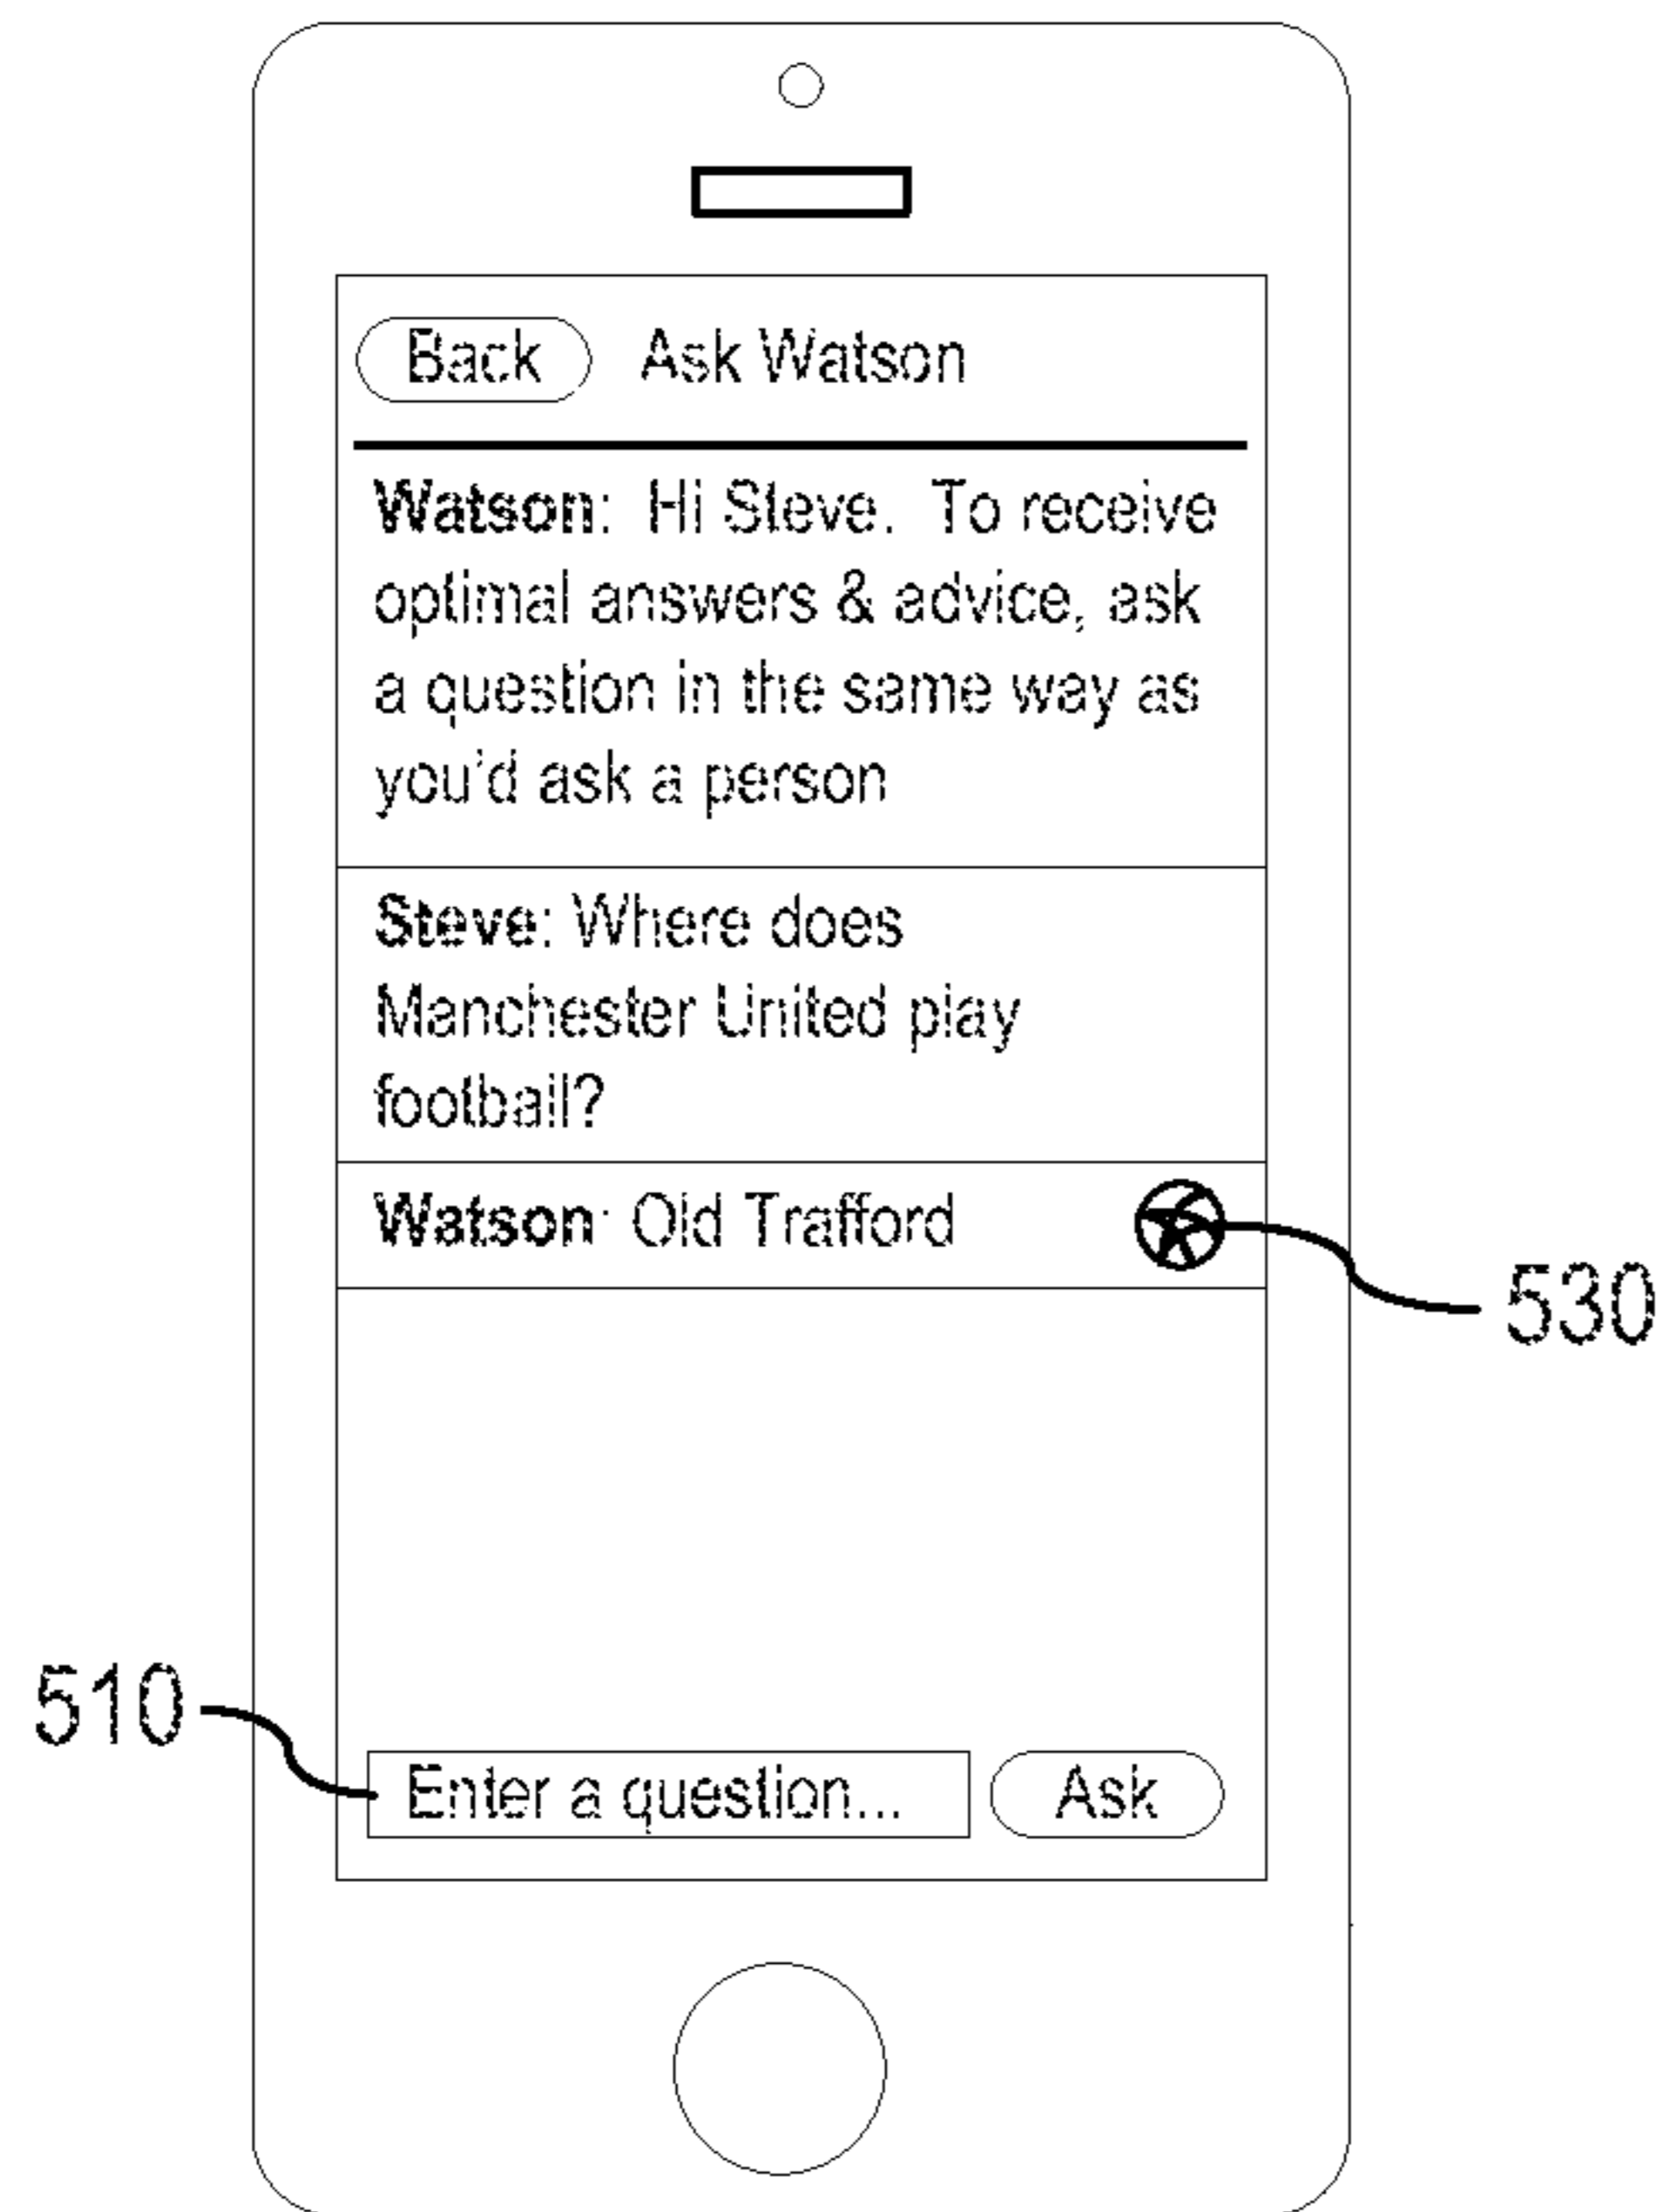 Back Ask Watson
Watson: Hi Steve. To receive
optimal answers & advice, ask
a question in the same way as
you'd ask a person
Steve: Where does
Manchester United play
football?
Watson: Old Trafford
530
510
Enter a question... Ask